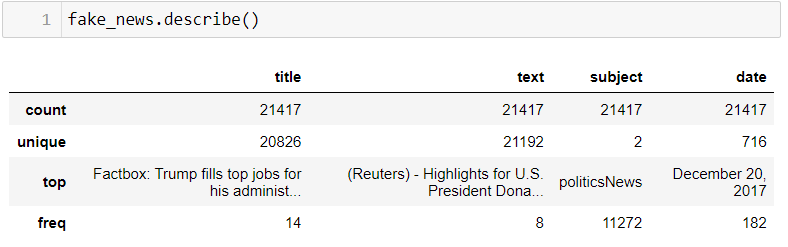 1 fake_news.describe()
title text subject date
count 21417 21417 21417 21417
unique 20826 21192 2 716
top Factbox: Trump fills top jobs for his administ... (Reuters) - Highlights for U.S. President Dona... politicsNews December 20, 2017
freq 14 8 11272 182